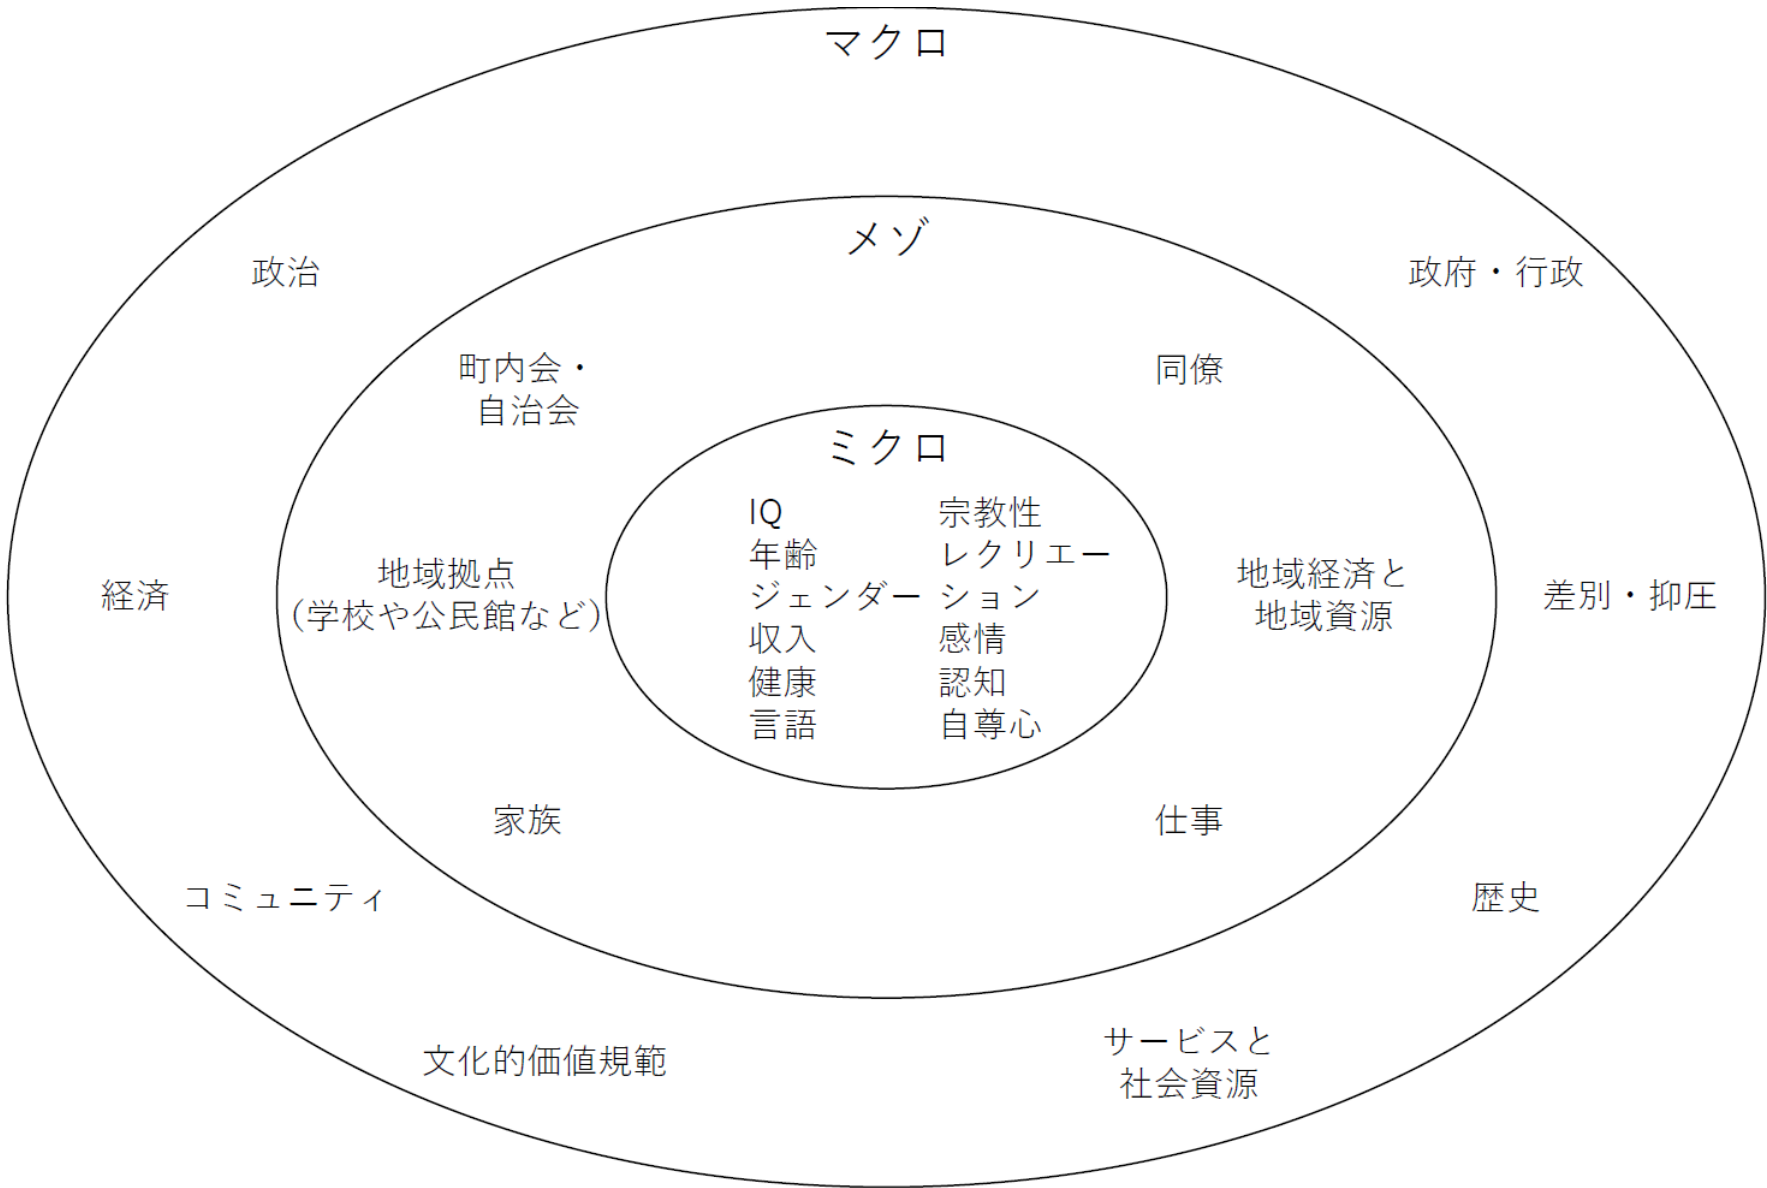 マクロ
メゾ
政治
政府・行政
町内会・
自治会
同僚
ミクロ
IQ
年齢
ジェンダー
収入
健康
言語
宗教性
レクリエー
ション
感情
認知
自尊心
経済
地域拠点
(学校や公民館など)
地域経済と
地域資源
差別・抑圧
家族
仕事
コミュニティ
歴史
文化的価値規範
サービスと
社会資源